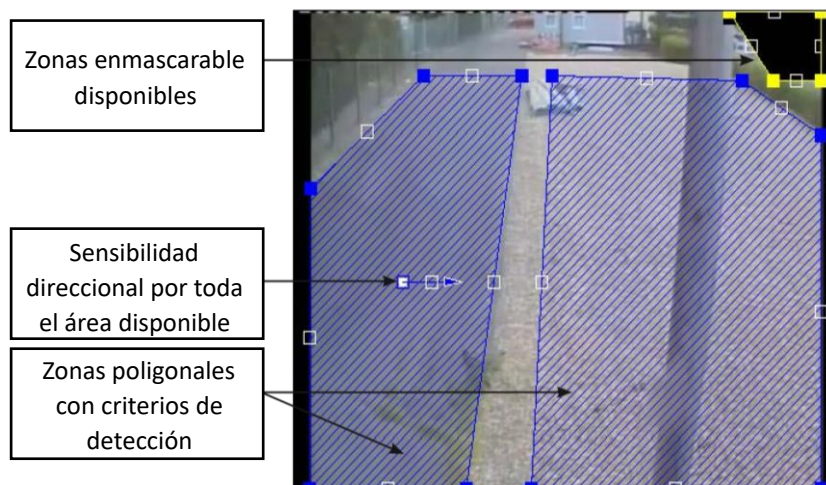 Zonas enmascarable
disponibles
Sensibilidad
direccional por toda
el área disponible
Zonas poligonales
con criterios de
detección